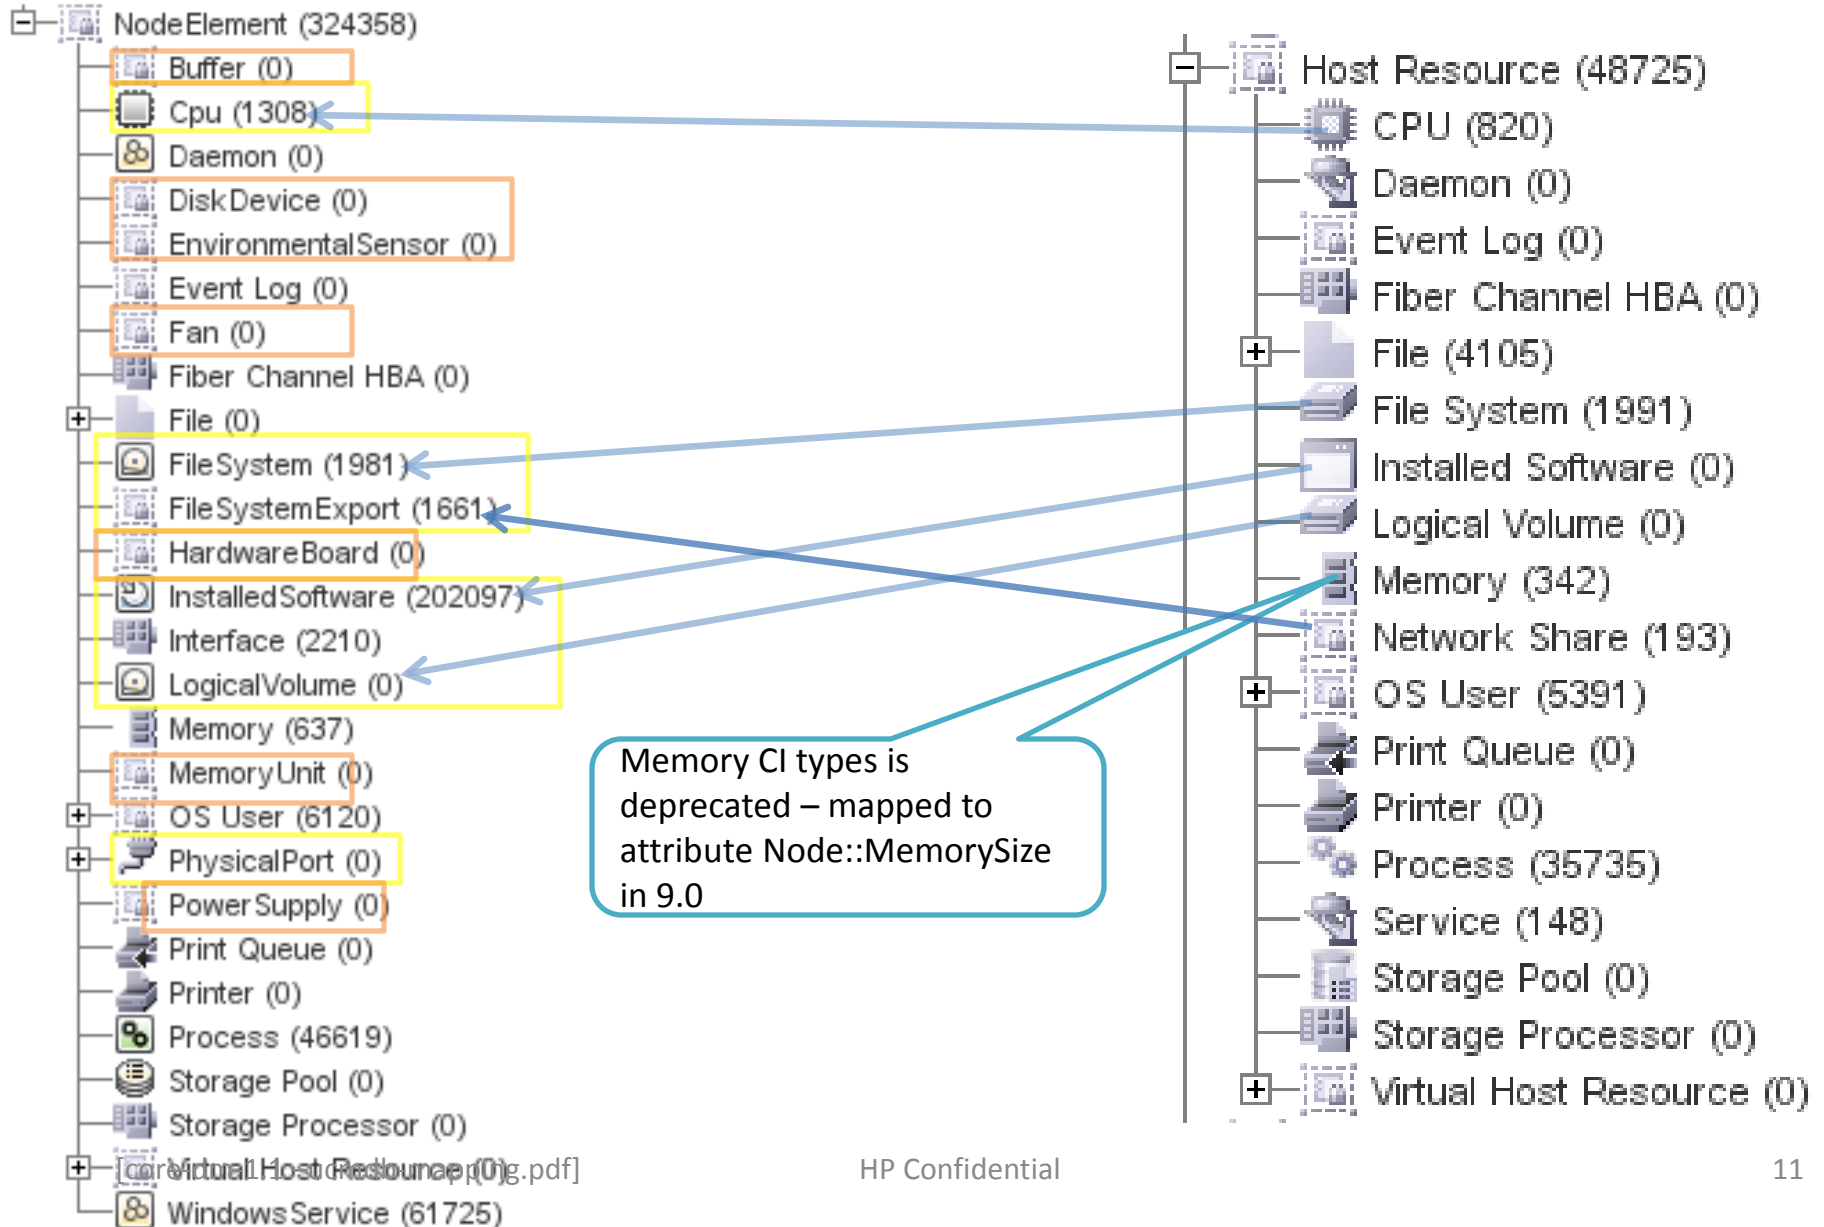 NodeElement (324358)
Buffer (0)
Cpu (1308)
Daemon (0)
DiskDevice (0)
EnvironmentalSensor (0)
Event Log (0)
Fan (0)
Fiber Channel HBA (0)
File (0)
FileSystem (1981)
FileSystemExport (1661)
HardwareBoard (0)
InstalledSoftware (202097)
Interface (2210)
LogicalVolume (0)
Memory (637)
MemoryUnit (0)
OS User (6120)
PhysicalPort (0)
PowerSupply (0)
Print Queue (0)
Printer (0)
Process (46619)
Storage Pool (0)
Storage Processor (0)
Virtual Host Resource (0)
WindowsService (61725)
Host Resource (48725)
CPU (820)
Daemon (0)
Event Log (0)
Fiber Channel HBA (0)
File (4105)
File System (1991)
Installed Software (0)
Logical Volume (0)
Memory (342)
Network Share (193)
OS User (5391)
Print Queue (0)
Printer (0)
Process (35735)
Service (148)
Storage Pool (0)
Storage Processor (0)
Virtual Host Resource (0)
Memory CI types is
deprecated – mapped to
attribute Node::MemorySize
in 9.0
HP Confidential
11